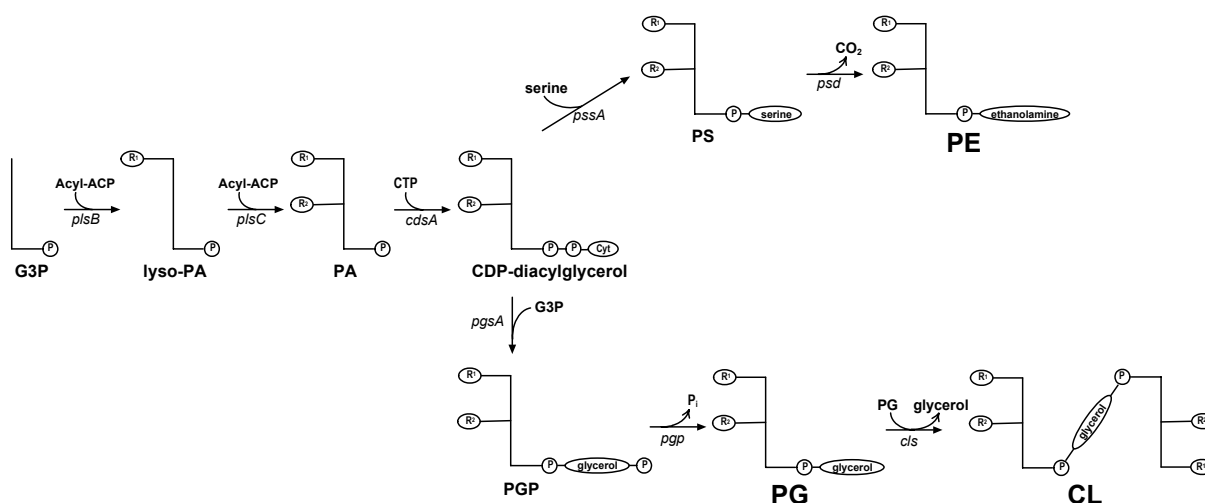 R1
R1
R2
CO2
R2
serine
pssA
psd
P
serine
P
ethanolamine
PS
PE
R1
R1
R1
Acyl-ACP
Acyl-ACP
CTP
R2
R2
plsB
plsC
cdsA
P
P
P
P
P
Cyt
G3P
lyso-PA
PA
CDP-diacylglycerol
pgsA
G3P
R1
R1
R1
P
Pi
PG
glycerol
R2
R2
R2
glycerol
R2
pgp
cls
P
glycerol
P
P
glycerol
P
R1
PGP
PG
CL